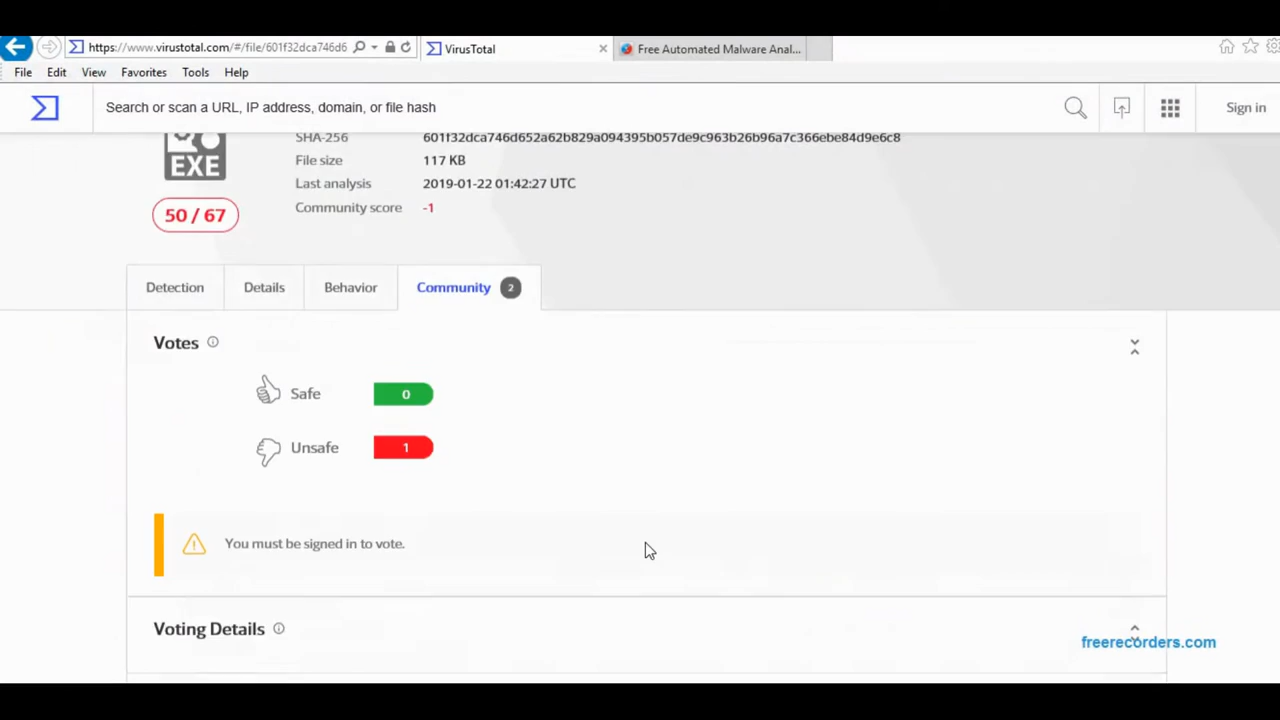 https://www.virustotal.com/#/file/601f32dca746d6
VirusTotal
Free Automated Malware Anal...
File Edit View Favorites Tools Help
Search or scan a URL, IP address, domain, or file hash
Sign in
EXE
SHA-256 601f32dca746d652a62b829a094395b057de9c963b26b96a7c366ebe84d9e6c8
File size 117 KB
Last analysis 2019-01-22 01:42:27 UTC
Community score -1
50 / 67
Detection Details Behavior Community 2
Votes
Safe 0
Unsafe 1
You must be signed in to vote.
Voting Details
freerecorders.com